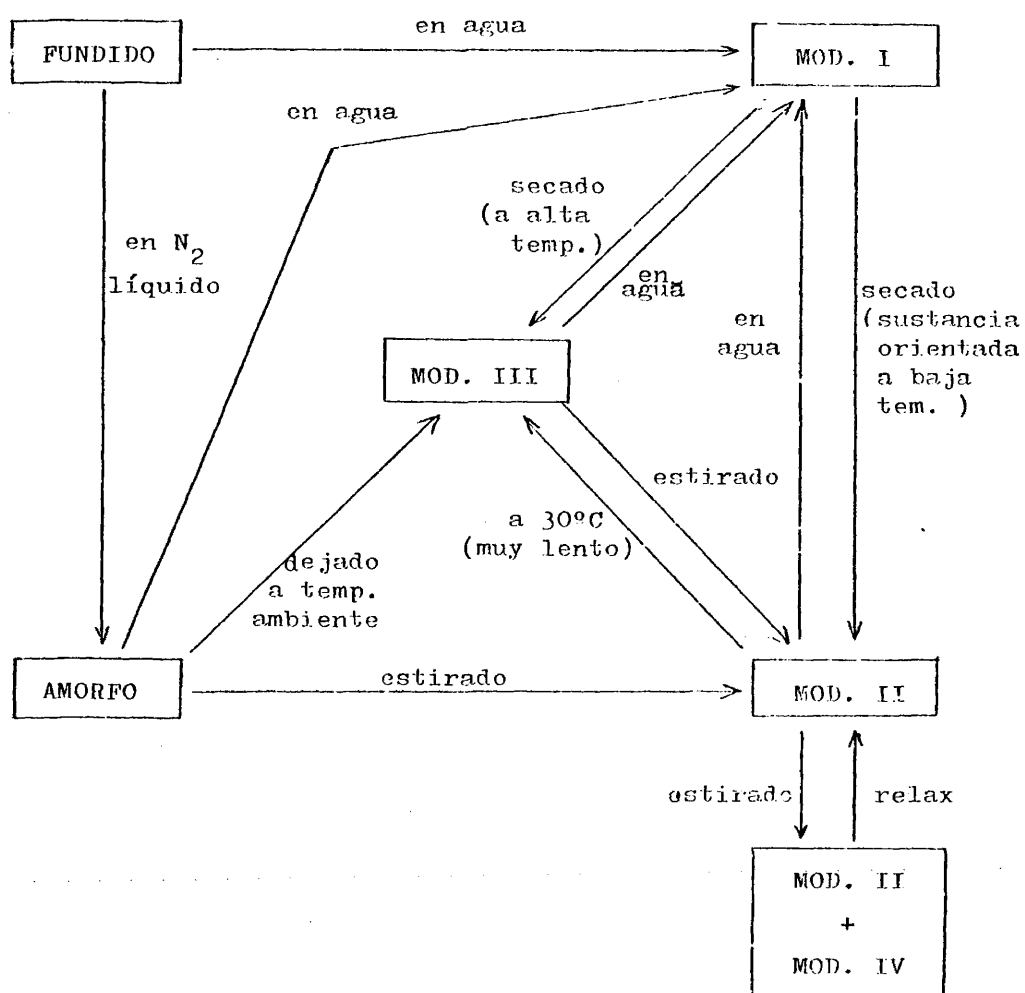 en agua
FUNDIDO
MOD. I
en agua
secado
(a alta
temp.)
en N2
líquido
en
agua
en
agua
secado
(sustancia
orientada
a baja
tem. )
MOD. III
estirado
a 30ºC
(muy lento)
dejado
a temp.
ambiente
AMORFO
estirado
MOD. II
estirado
relax
MOD. II
+
MOD. IV